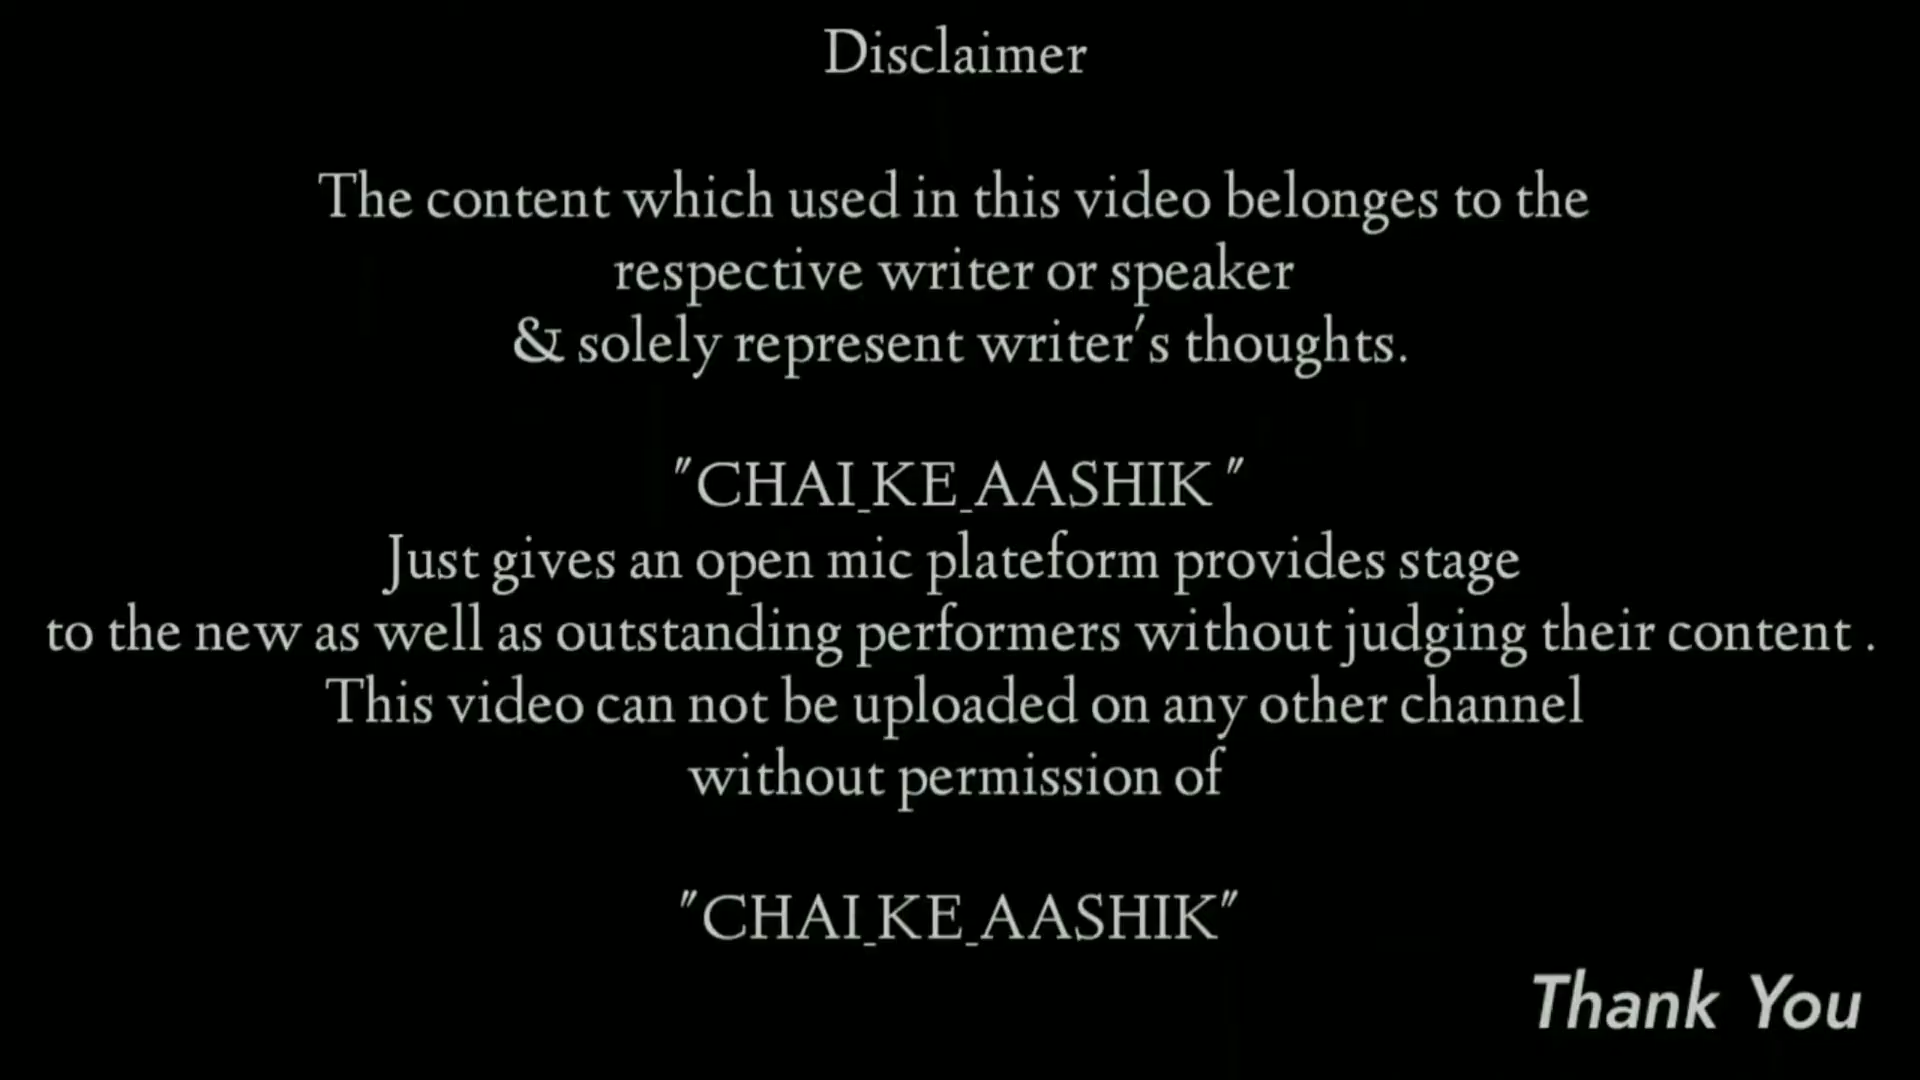 Disclaimer
The content which used in this video belonges to the
respective writer or speaker
& solely represent writer's thoughts.
"CHAI_KE_AASHIK "
Just gives an open mic plateform provides stage
to the new as well as outstanding performers without judging their content .
This video can not be uploaded on any other channel
without permission of
"CHAI_KE_AASHIK"
Thank You